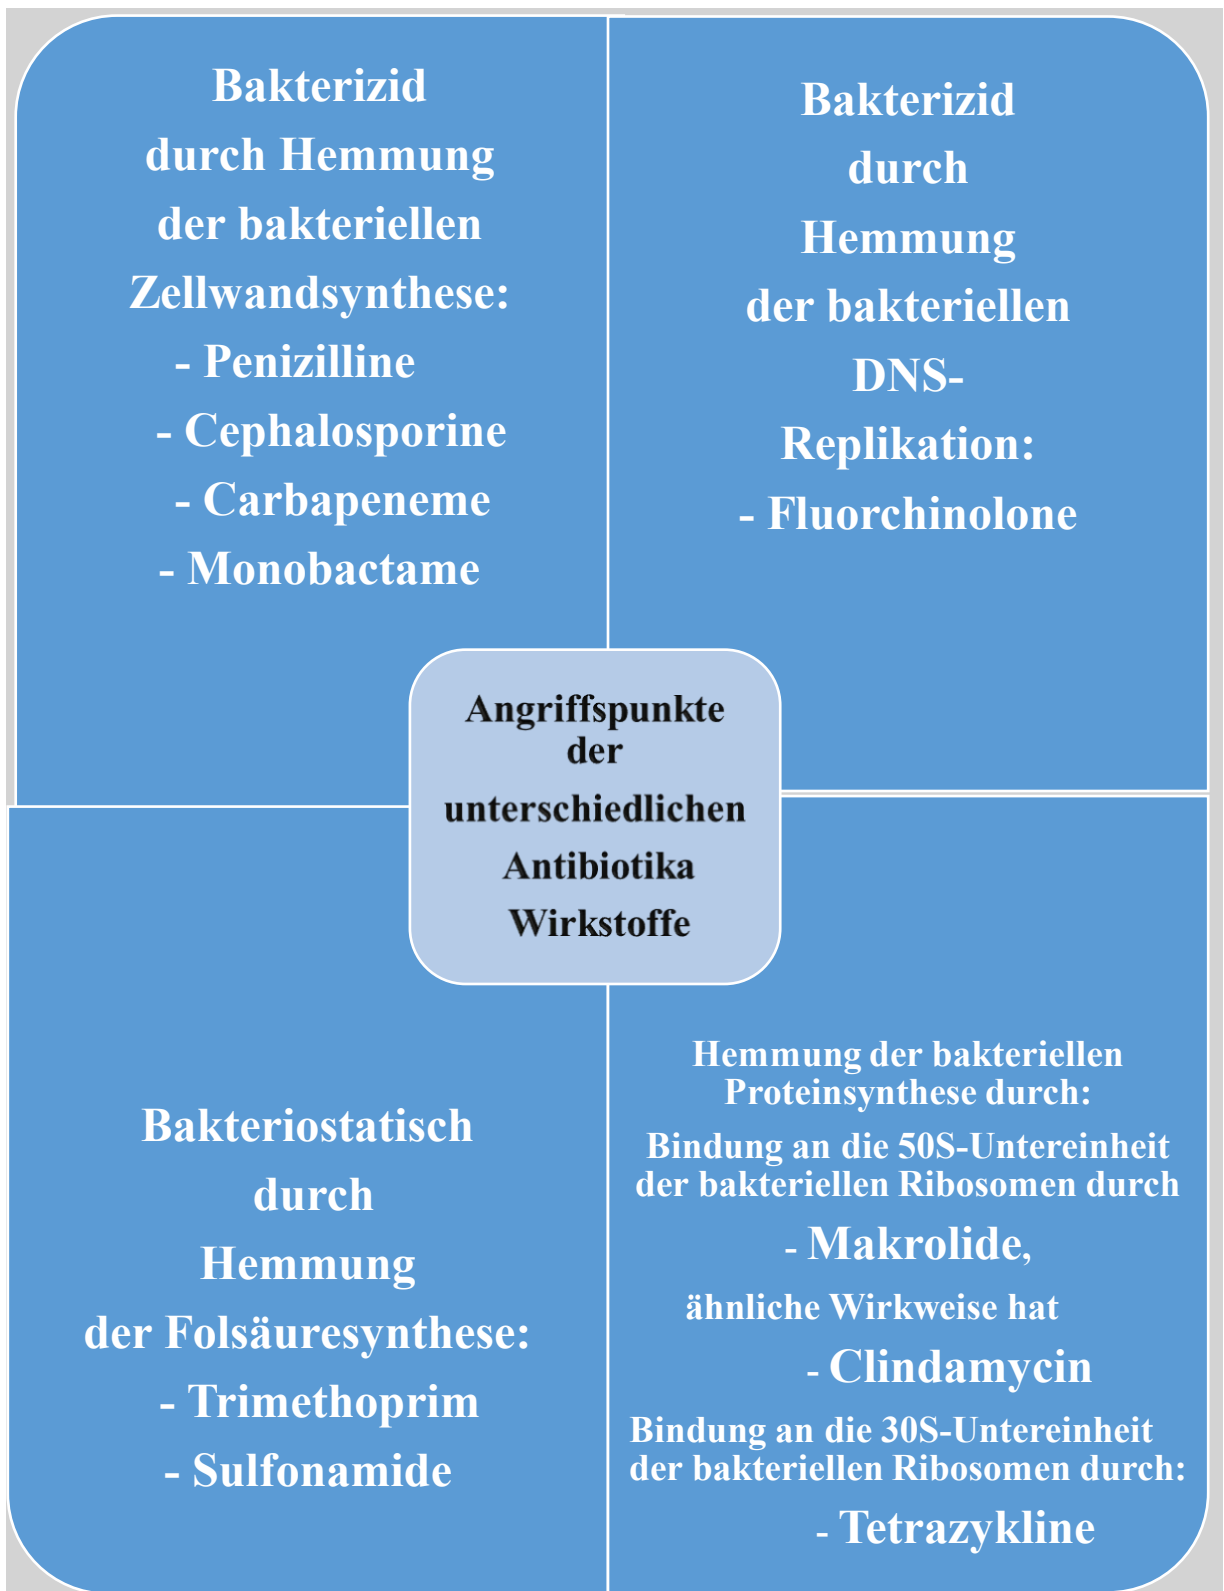 Bakterizid
durch Hemmung
der bakteriellen
Zellwandsynthese:
- Penizilline
- Cephalosporine
- Carbapeneme
- Monobactame
Bakterizid
durch
Hemmung
der bakteriellen
DNS-
Replikation:
- Fluorchinolone
Angriffspunkte
der
unterschiedlichen
Antibiotika
Wirkstoffe
Bakteriostatisch
durch
Hemmung
der Folsäuresynthese:
- Trimethoprim
- Sulfonamide
Hemmung der bakteriellen
Proteinsynthese durch:
Bindung an die 50S-Untereinheit
der bakteriellen Ribosomen durch
- Makrolide,
ähnliche Wirkweise hat
- Clindamycin
Bindung an die 30S-Untereinheit
der bakteriellen Ribosomen durch:
- Tetrazykline